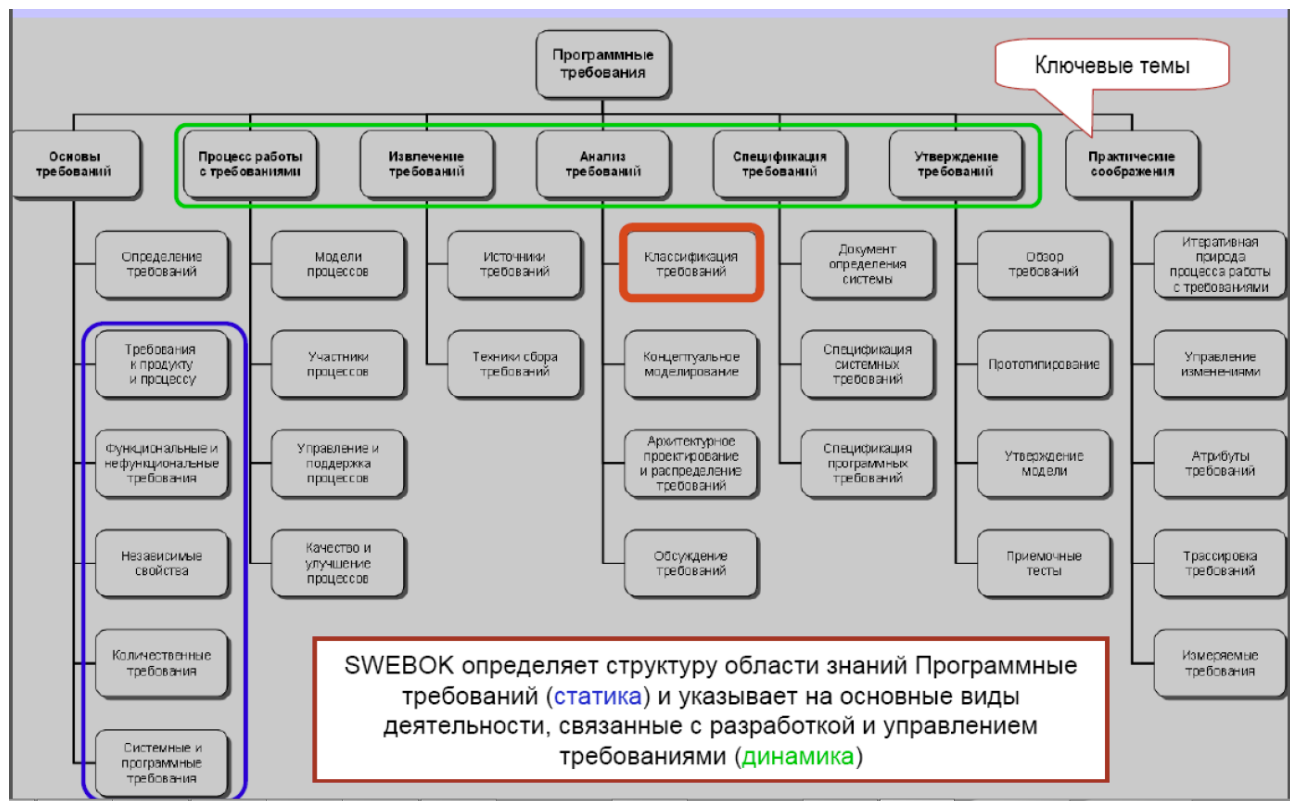 Программные
требования
Ключевые темы
Основы
требований
Процесс работы
с требованиями
Извлечение
требований
Анализ
требований
Спецификация
требований
Утверждение
требований
Практические
соображения
Определение
требований
Требования
к продукту
и процессу
Функциональные и
нефункциональные
требования
Независимые
свойства
Количественные
требования
Системные и
программные
требования
Модели
процессов
Участники
процессов
Управление и
поддержка
процессов
Качество и
улучшение
процессов
Источники
требований
Техники сбора
требований
Классификация
требований
Концептуальное
моделирование
Архитектурное
проектирование
и распределение
требований
Обсуждение
требований
Документ
определения
системы
Спецификация
системных
требований
Спецификация
программных
требований
Обзор
требований
Прототипирование
Утверждение
модели
Приемочные
тесты
Итеративная
природа
процесса работы
с требованиями
Управление
изменениями
Атрибуты
требований
Трассировка
требований
Измеряемые
требования
SWEBOK определяет структуру области знаний Программные
требований (статика) и указывает на основные виды
деятельности, связанные с разработкой и управлением
требованиями (динамика)